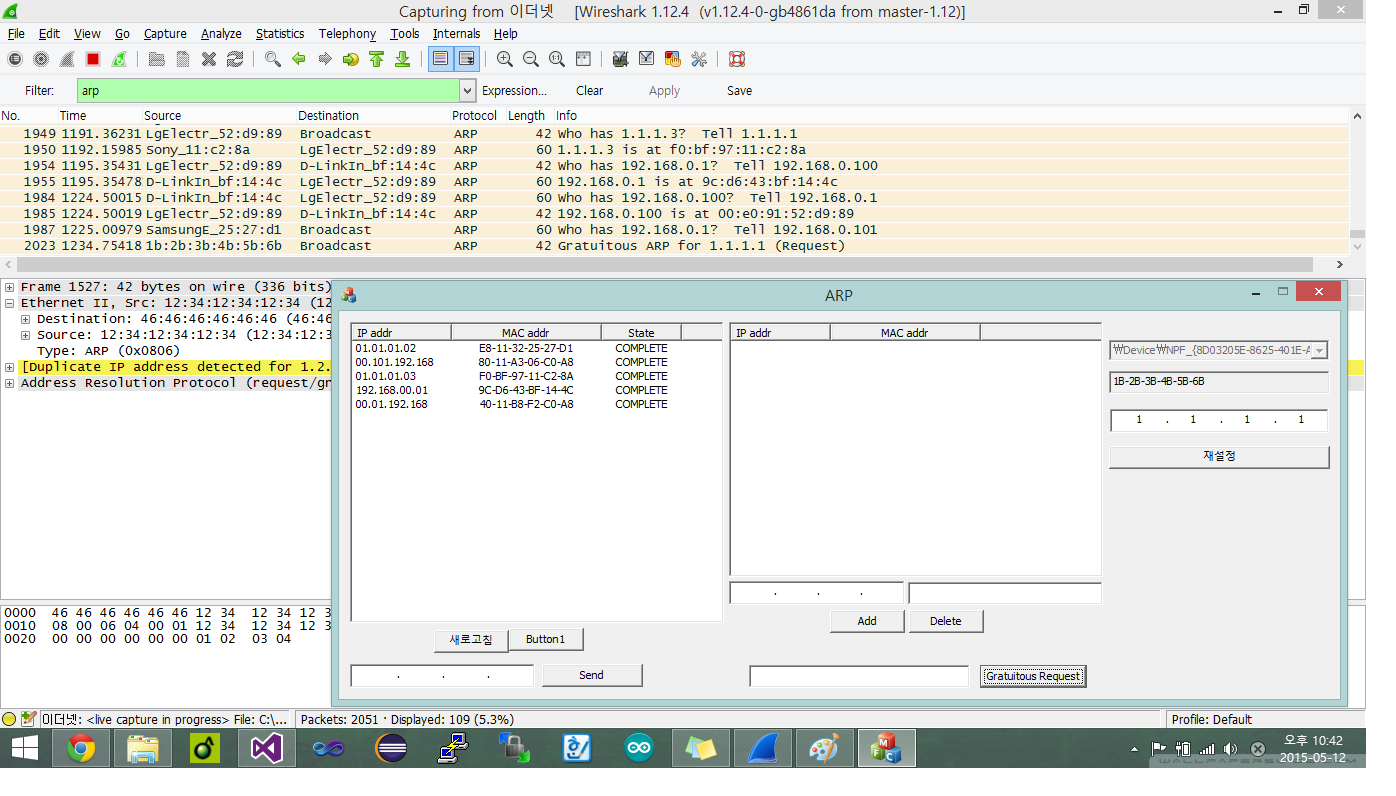 Capturing from 이더넷 [Wireshark 1.12.4 (v1.12.4-0-gb4861da from master-1.12)]
File Edit View Go Capture Analyze Statistics Telephony Tools Internals Help
Filter: arp Expression... Clear Apply Save
No. Time Source Destination Protocol Length Info
1949 1191.36231 LgElectr_52:d9:89 Broadcast ARP 42 Who has 1.1.1.3? Tell 1.1.1.1
1950 1192.15985 Sony_11:c2:8a LgElectr_52:d9:89 ARP 60 1.1.1.3 is at f0:bf:97:11:c2:8a
1954 1195.35431 LgElectr_52:d9:89 D-LinkIn_bf:14:4c ARP 42 Who has 192.168.0.1? Tell 192.168.0.100
1955 1195.35478 D-LinkIn_bf:14:4c LgElectr_52:d9:89 ARP 60 192.168.0.1 is at 9c:d6:43:bf:14:4c
1984 1224.50015 D-LinkIn_bf:14:4c LgElectr_52:d9:89 ARP 60 Who has 192.168.0.100? Tell 192.168.0.1
1985 1224.50019 LgElectr_52:d9:89 D-LinkIn_bf:14:4c ARP 42 192.168.0.100 is at 00:e0:91:52:d9:89
1987 1225.00979 SamsungE_25:27:d1 Broadcast ARP 60 Who has 192.168.0.1? Tell 192.168.0.101
2023 1234.75418 1b:2b:3b:4b:5b:6b Broadcast ARP 42 Gratuitous ARP for 1.1.1.1 (Request)
Frame 1527: 42 bytes on wire (336 bits)
Ethernet II, Src: 12:34:12:34:12:34 (12
Destination: 46:46:46:46:46:46 (46:46
Source: 12:34:12:34:12:34 (12:34:12:3
Type: ARP (0x0806)
[Duplicate IP address detected for 1.2.
Address Resolution Protocol (request/gr
0000 46 46 46 46 46 46 12 34 12 34 12 3
0010 08 00 06 04 00 01 12 34 12 34 12 3
0020 00 00 00 00 00 00 01 02 03 04
ARP
IP addr MAC addr State
01.01.01.02 E8-11-32-25-27-D1 COMPLETE
00.101.192.168 80-11-A3-06-C0-A8 COMPLETE
01.01.01.03 F0-BF-97-11-C2-8A COMPLETE
192.168.00.01 9C-D6-43-BF-14-4C COMPLETE
00.01.192.168 40-11-B8-F2-C0-A8 COMPLETE
새로고침 Button1
. . . Send
IP addr MAC addr
. . .
Add Delete
Gratuitous Request
₩Device₩NPF_{8D03205E-8625-401E-A
1B-2B-3B-4B-5B-6B
1 . 1 . 1 . 1
재설정
이더넷: <live capture in progress> File: C:\... Packets: 2051 · Displayed: 109 (5.3%) Profile: Default
오후 10:42
2015-05-12